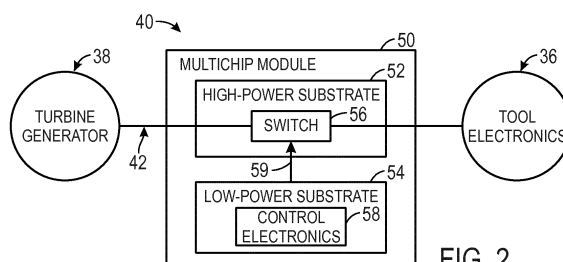 40
50
38
MULTICHIP MODULE
52
36
HIGH-POWER SUBSTRATE
TURBINE
GENERATOR
SWITCH
56
TOOL
ELECTRONICS
42
59
54
LOW-POWER SUBSTRATE
CONTROL
ELECTRONICS
58
FIG. 2